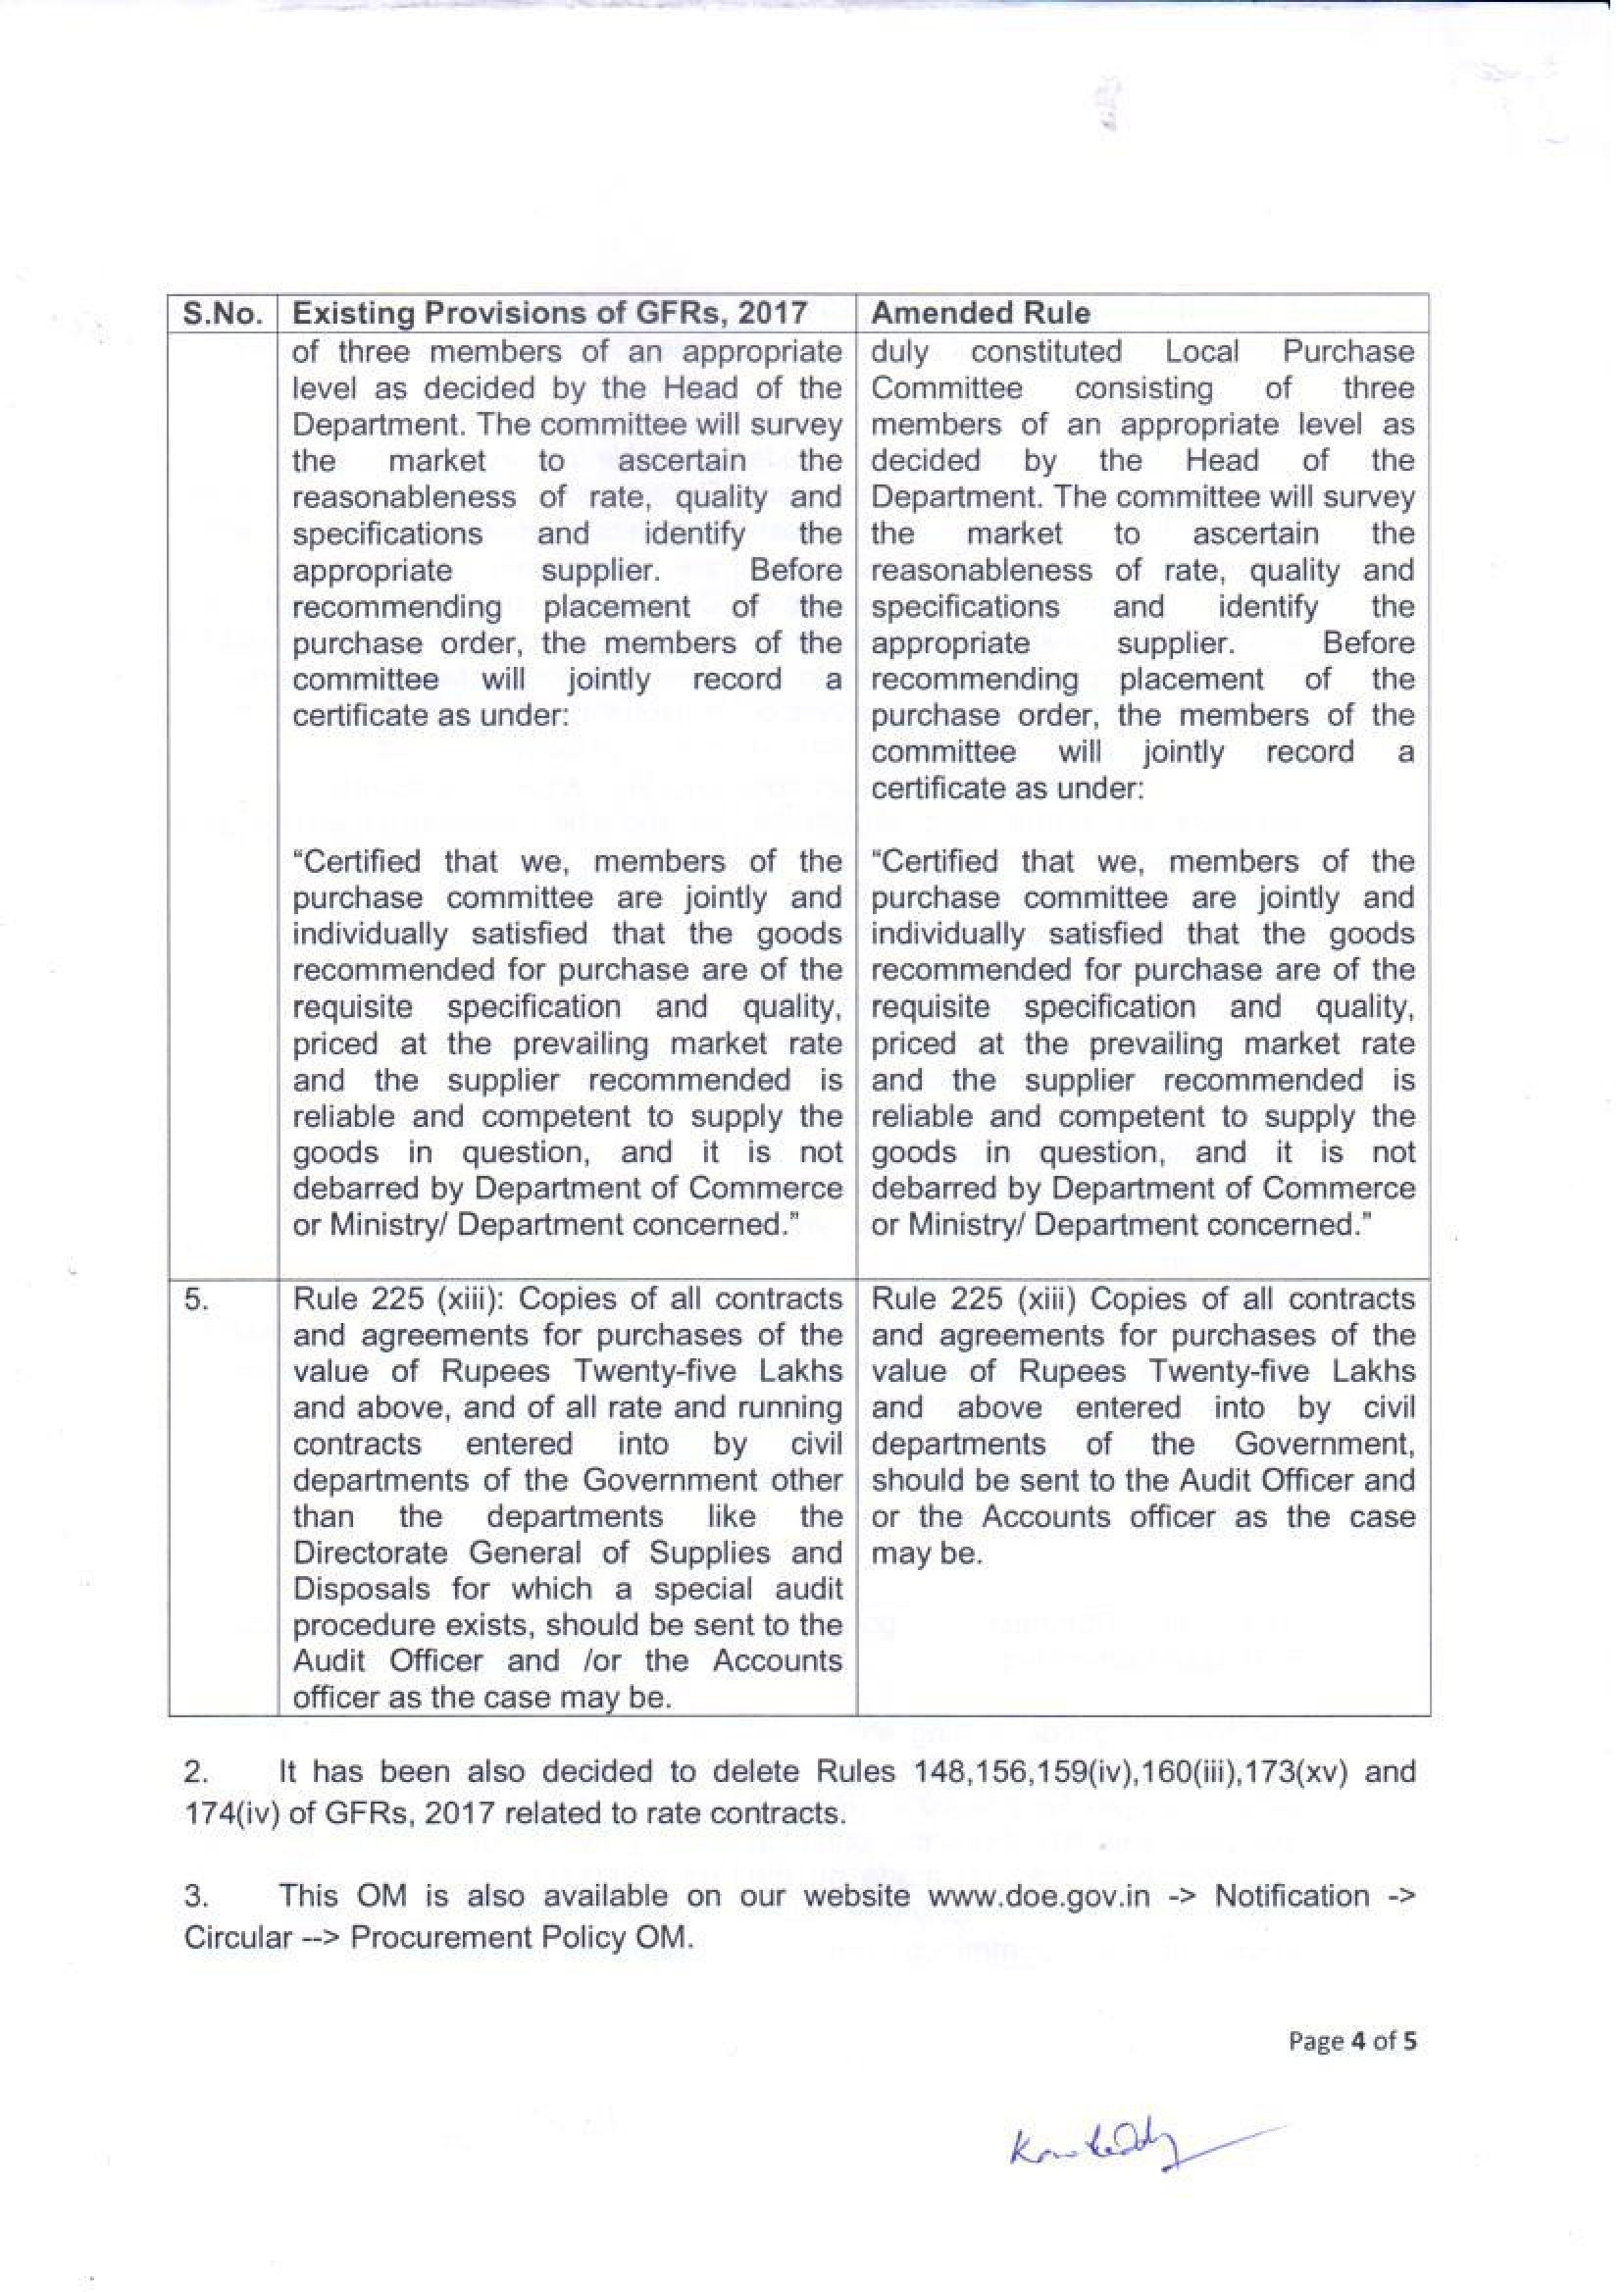 S.No. Existing Provisions of GFRs, 2017 Amended Rule
of three members of an appropriate
level as decided by the Head of the
Department. The committee will survey
the market to ascertain the
reasonableness of rate, quality and
specifications and identify the
appropriate supplier. Before
recommending placement of the
purchase order, the members of the
committee will jointly record a
certificate as under:
"Certified that we, members of the
purchase committee are jointly and
individually satisfied that the goods
recommended for purchase are of the
requisite specification and quality,
priced at the prevailing market rate
and the supplier recommended is
reliable and competent to supply the
goods in question, and it is not
debarred by Department of Commerce
or Ministry/ Department concerned."
duly constituted Local Purchase
Committee consisting of three
members of an appropriate level as
decided by the Head of the
Department. The committee will survey
the market to ascertain the
reasonableness of rate, quality and
specifications and identify the
appropriate supplier. Before
recommending placement of the
purchase order, the members of the
committee will jointly record a
certificate as under:
"Certified that we, members of the
purchase committee are jointly and
individually satisfied that the goods
recommended for purchase are of the
requisite specification and quality,
priced at the prevailing market rate
and the supplier recommended is
reliable and competent to supply the
goods in question, and it is not
debarred by Department of Commerce
or Ministry/ Department concerned."
5.
Rule 225 (xiii): Copies of all contracts
and agreements for purchases of the
value of Rupees Twenty-five Lakhs
and above, and of all rate and running
contracts entered into by civil
departments of the Government other
than the departments like the
Directorate General of Supplies and
Disposals for which a special audit
procedure exists, should be sent to the
Audit Officer and /or the Accounts
officer as the case may be.
Rule 225 (xiii) Copies of all contracts
and agreements for purchases of the
value of Rupees Twenty-five Lakhs
and above entered into by civil
departments of the Government,
should be sent to the Audit Officer and
or the Accounts officer as the case
may be.
2. It has been also decided to delete Rules 148,156,159(iv),160(iii),173(xv) and
174(iv) of GFRs, 2017 related to rate contracts.
3. This OM is also available on our website www.doe.gov.in -> Notification ->
Circular --> Procurement Policy OM.
Page 4 of 5